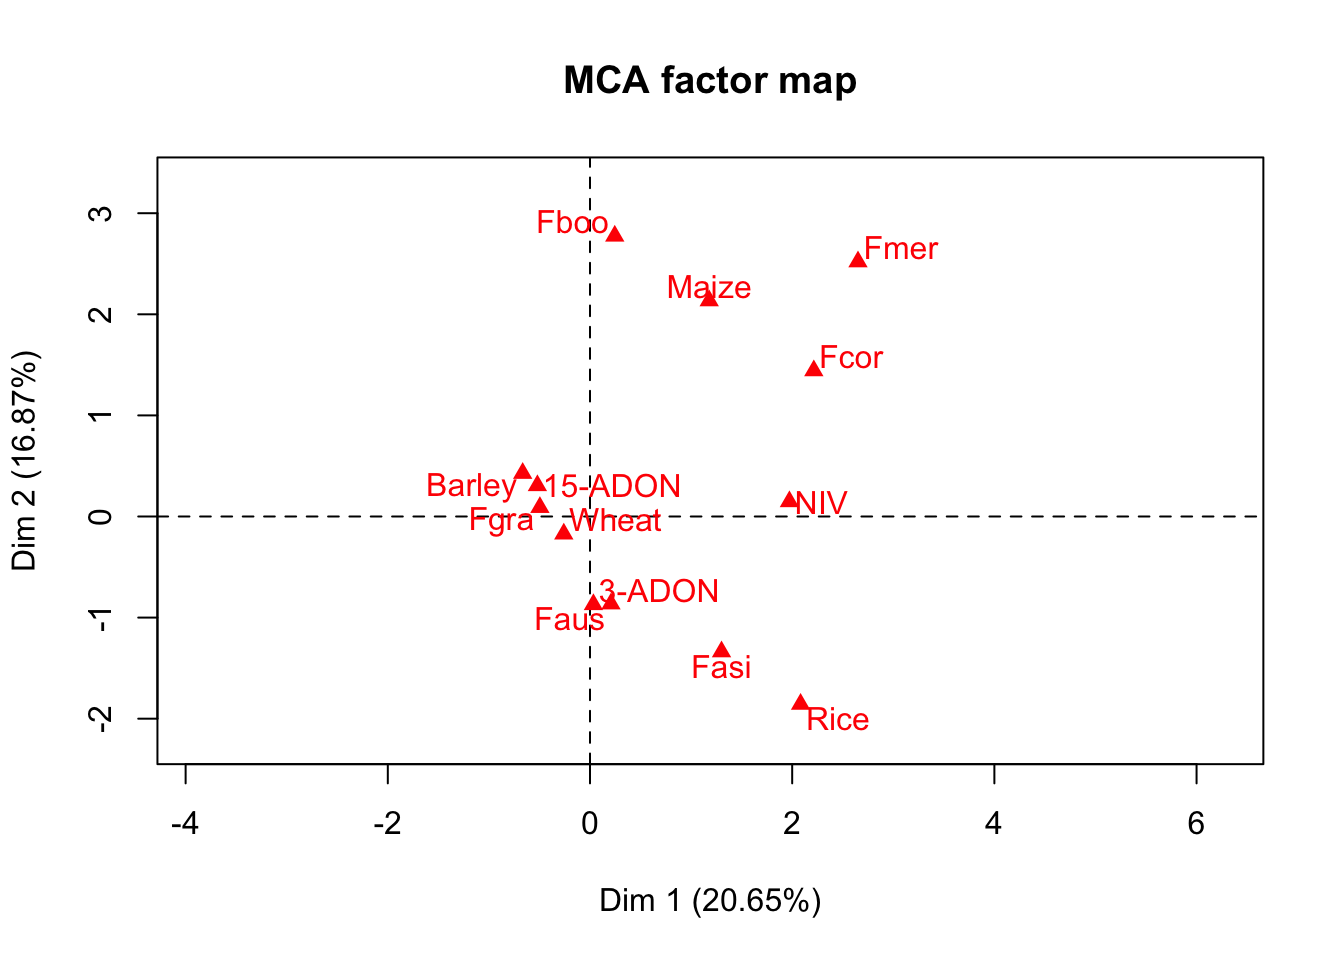 MCA factor map
Dim 2 (16.87%)
3
2
1
0
-1
-2
Fboo
Fmer
Maize
Fcor
Barley
15-ADON
NIV
Fgra
Wheat
3-ADON
Faus
Fasi
Rice
-4
-2
0
2
4
6
Dim 1 (20.65%)